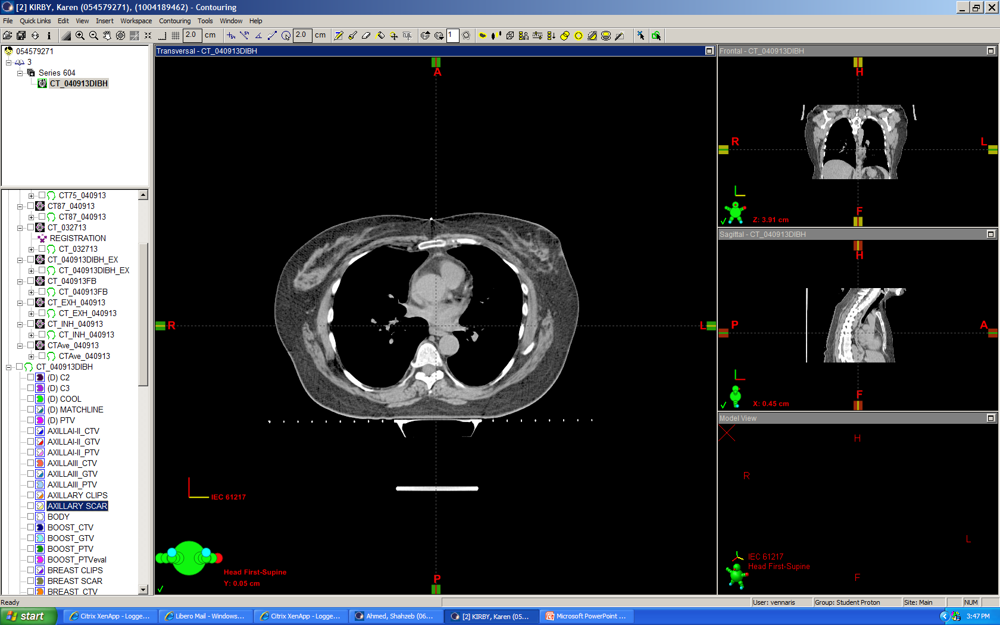 [2] KIRBY, Karen (054579271), (1004189462) - Contouring
File Quick Links Edit View Insert Workspace Contouring Tools Window Help
2.0 cm 2.0 cm 1
054579271
3
Series 604
CT_040913DIBH
CT75_040913
CT87_040913
CT87_040913
CT_032713
REGISTRATION
CT_032713
CT_040913DIBH_EX
CT_040913DIBH_EX
CT_040913FB
CT_040913FB
CT_EXH_040913
CT_EXH_040913
CT_INH_040913
CT_INH_040913
CTAve_040913
CTAve_040913
CT_040913DIBH
(D) C2
(D) C3
(D) COOL
(D) MATCHLINE
(D) PTV
AXILLAI-II_CTV
AXILLAI-II_GTV
AXILLAI-II_PTV
AXILLAIII_CTV
AXILLAIII_GTV
AXILLAIII_PTV
AXILLARY CLIPS
AXILLARY SCAR
BODY
BOOST_CTV
BOOST_GTV
BOOST_PTV
BOOST_PTVeval
BREAST CLIPS
BREAST SCAR
BREAST_CTV
Transversal - CT_040913DIBH
A
R
L
IEC 61217
P
Head First-Supine
Y: 0.05 cm
Frontal - CT_040913DIBH
H
R
L
F
Z: 3.91 cm
Sagittal - CT_040913DIBH
H
P
A
F
X: 0.45 cm
Model View
H
R
L
IEC 61217
Head First-Supine
F
Ready
User: vennaris
Group: Student Proton
Site: Main
NUM
start
Citrix XenApp - Logge...
Libero Mail - Windows...
Citrix XenApp - Logge...
Ahmed, Shahzeb (06...
[2] KIRBY, Karen (05...
Microsoft PowerPoint ...
3:47 PM